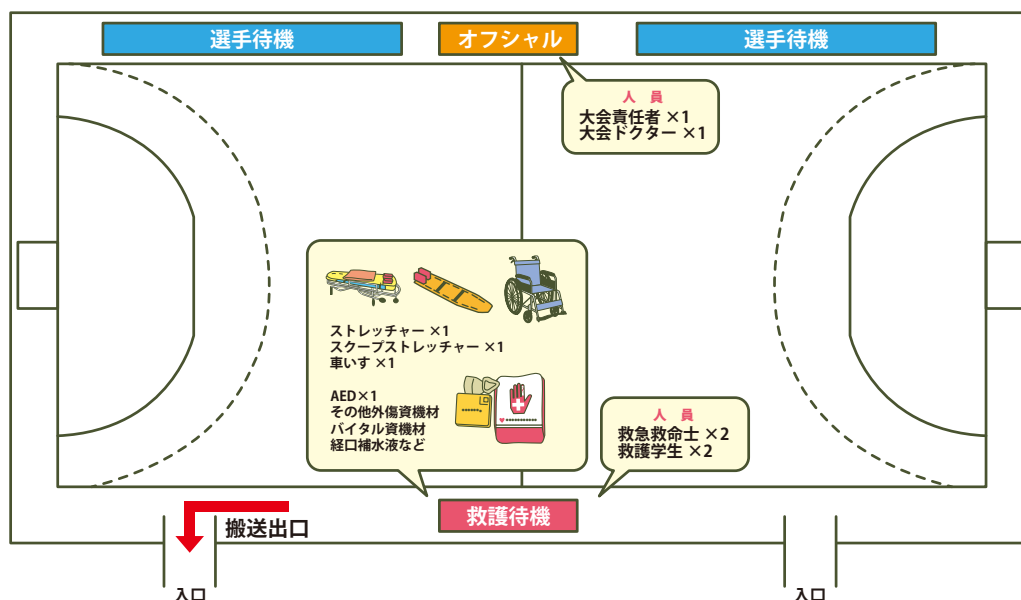 選手待機
オフシャル
選手待機
人 員
大会責任者 ×1
大会ドクター ×1
ストレッチャー ×1
スクープストレッチャー ×1
車いす ×1
AED×1
その他外傷資機材
バイタル資機材
経口補水液など
人 員
救急救命士 ×2
救護学生 ×2
救護待機
搬送出口
入口
入口